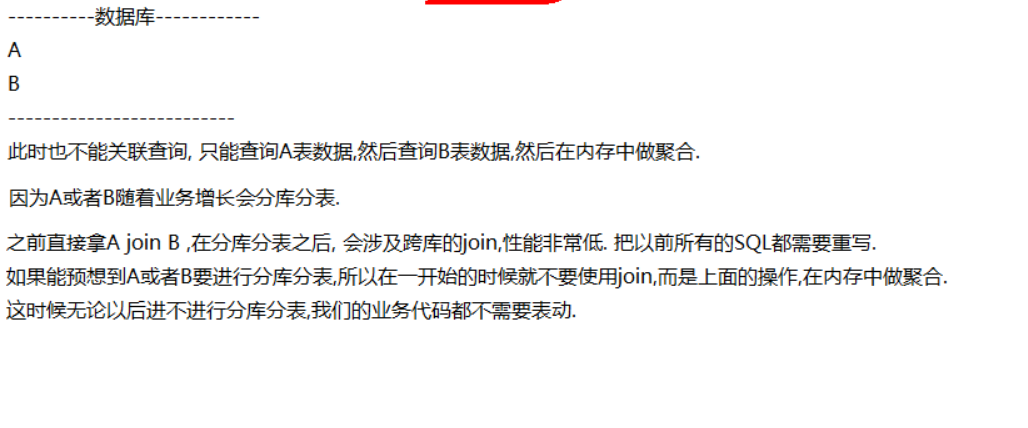 ----------数据库------------
A
B
--------------------------
此时也不能关联查询, 只能查询A表数据,然后查询B表数据,然后在内存中做聚合.
因为A或者B随着业务增长会分库分表.
之前直接拿A join B ,在分库分表之后, 会涉及跨库的join,性能非常低. 把以前所有的SQL都需要重写.
如果能预想到A或者B要进行分库分表,所以在一开始的时候就不要使用join,而是上面的操作,在内存中做聚合.
这时候无论以后进不进行分库分表,我们的业务代码都不需要表动.